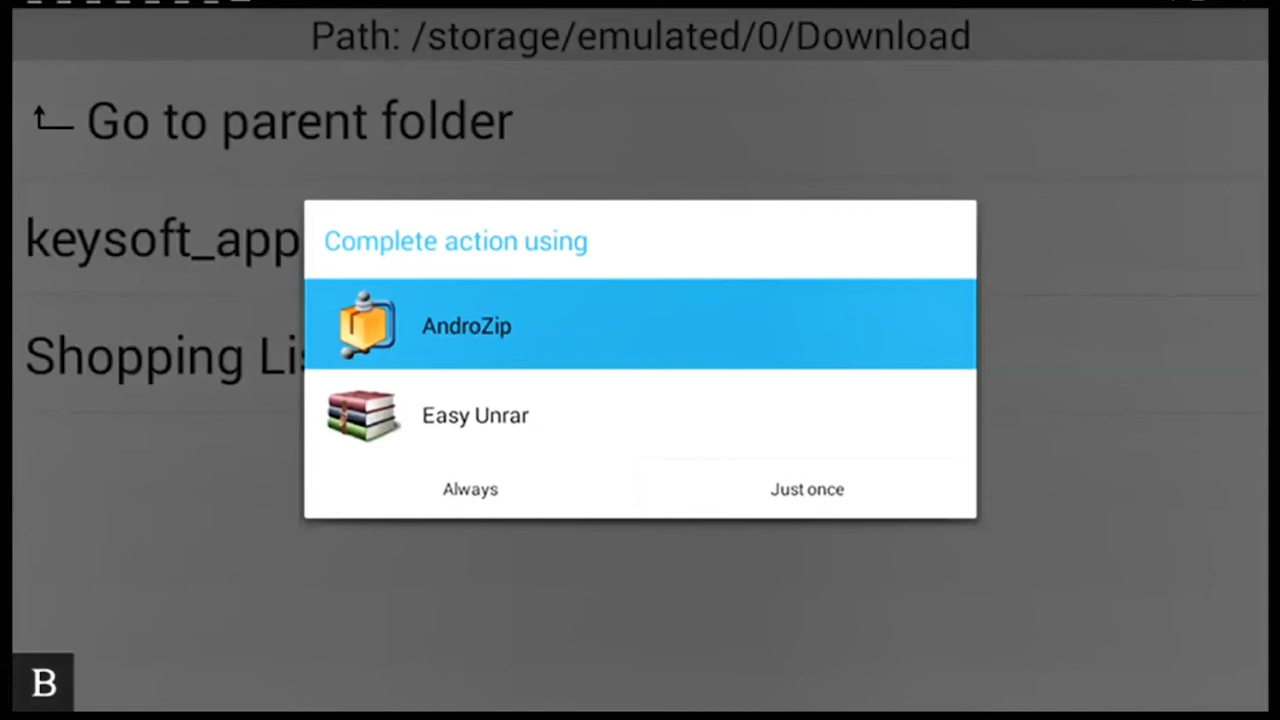 Path: /storage/emulated/0/Download
Go to parent folder
keysoft_app
Shopping Lis
Complete action using
AndroZip
Easy Unrar
Always
Just once
B